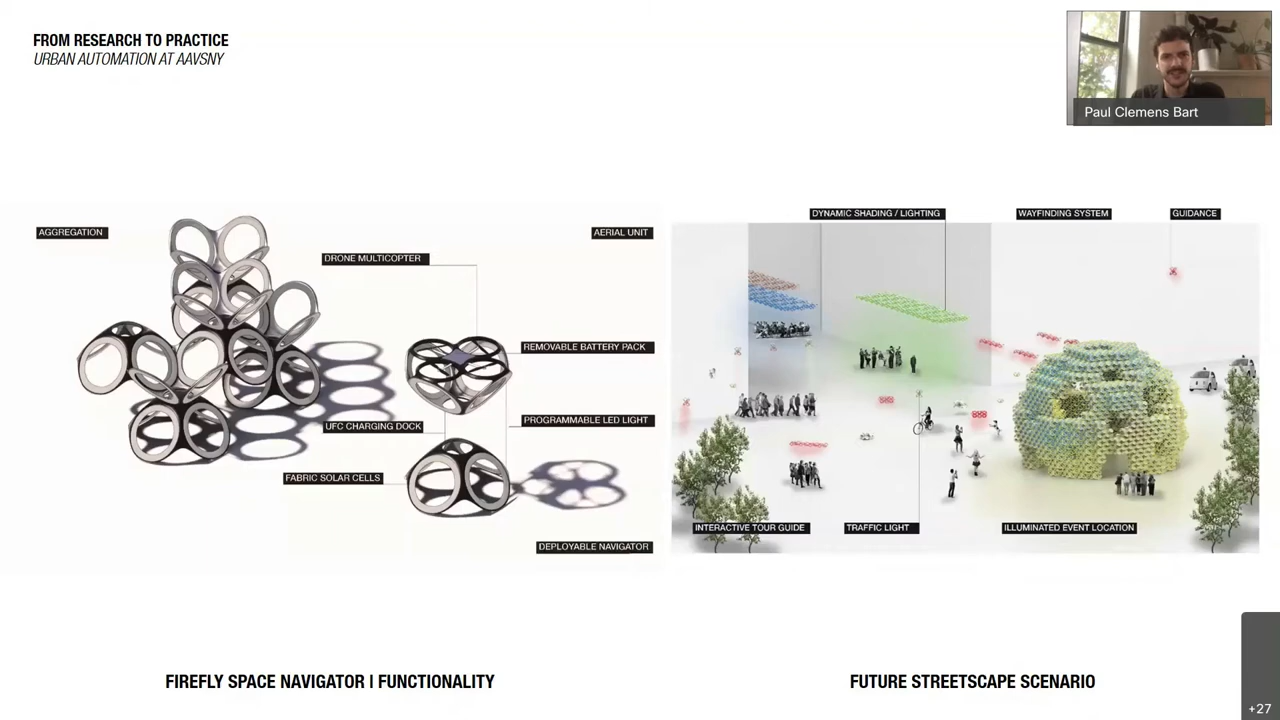 FROM RESEARCH TO PRACTICE
URBAN AUTOMATION AT AAVSNY
Paul Clemens Bart
AGGREGATION
AERIAL UNIT
DRONE MULTICOPTER
REMOVABLE BATTERY PACK
PROGRAMMABLE LED LIGHT
UFC CHARGING DOCK
FABRIC SOLAR CELLS
DEPLOYABLE NAVIGATOR
DYNAMIC SHADING / LIGHTING
WAYFINDING SYSTEM
GUIDANCE
INTERACTIVE TOUR GUIDE
TRAFFIC LIGHT
ILLUMINATED EVENT LOCATION
FIREFLY SPACE NAVIGATOR | FUNCTIONALITY
FUTURE STREETSCAPE SCENARIO
+27